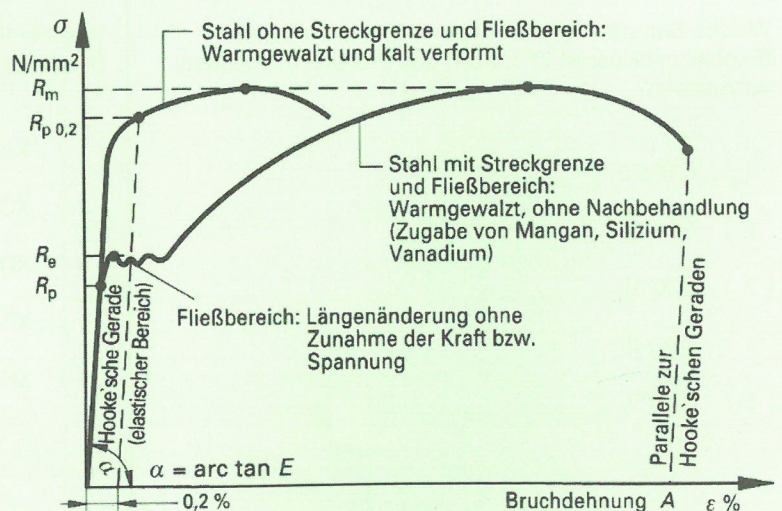 σ
N/mm²
Rm
Rp 0,2
Re
Rp
Stahl ohne Streckgrenze und Fließbereich:
Warmgewalzt und kalt verformt
Stahl mit Streckgrenze
und Fließbereich:
Warmgewalzt, ohne Nachbehandlung
(Zugabe von Mangan, Silizium,
Vanadium)
Fließbereich: Längenänderung ohne
Zunahme der Kraft bzw.
Spannung
Hooke´sche Gerade
(elastischer Bereich)
Parallele zur
Hooke´schen Geraden
α
α = arc tan E
0,2 %
Bruchdehnung A ε %